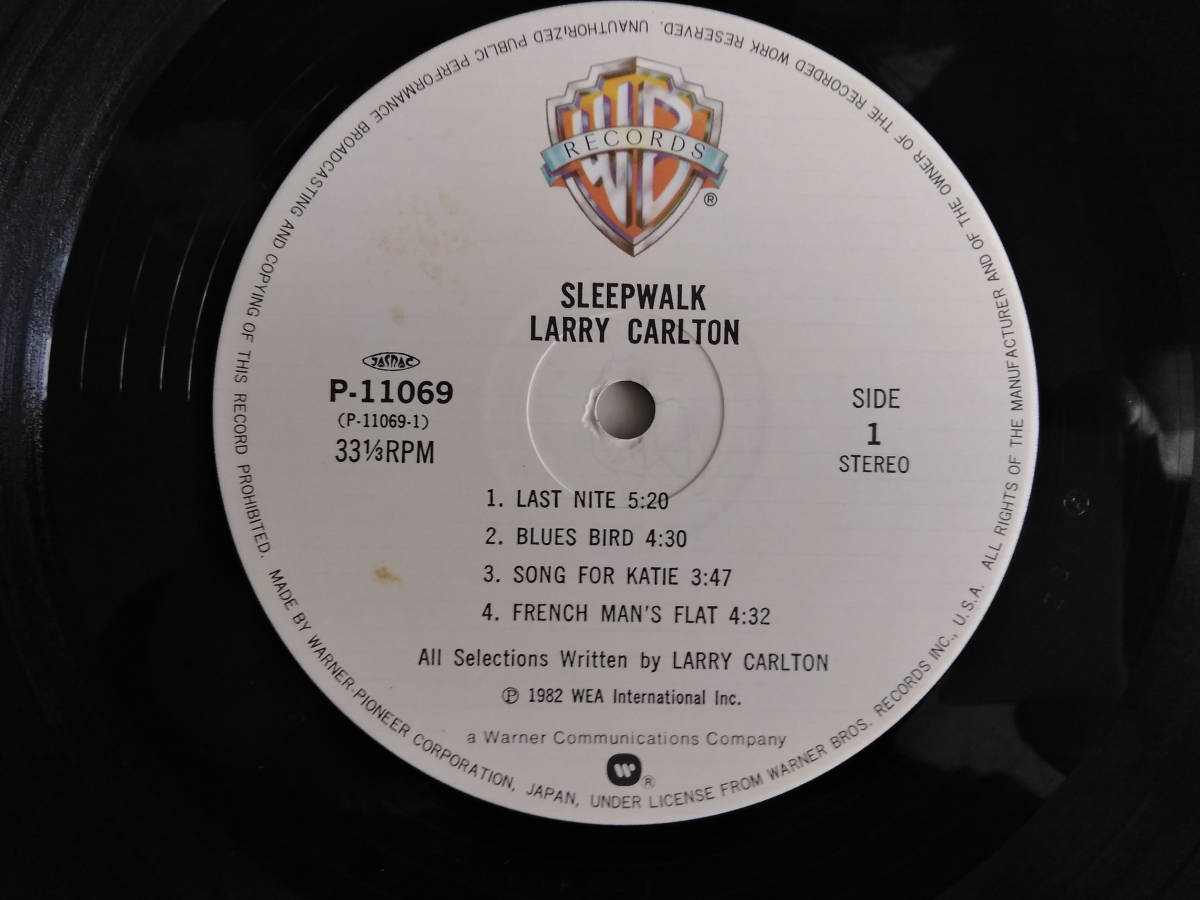 WB
RECORDS
®
SLEEPWALK
LARRY CARLTON
JASRAC
P-11069
(P-11069-1)
33⅓RPM
SIDE
1
STEREO
1. LAST NITE 5:20
2. BLUES BIRD 4:30
3. SONG FOR KATIE 3:47
4. FRENCH MAN'S FLAT 4:32
All Selections Written by LARRY CARLTON
Ⓟ 1982 WEA International Inc.
a Warner Communications Company
®
MADE BY WARNER-PIONEER CORPORATION, JAPAN, UNDER LICENSE FROM WARNER BROS. RECORDS INC., U.S.A. ALL RIGHTS OF THE MANUFACTURER AND OF THE OWNER OF THE RECORDED WORK RESERVED. UNAUTHORIZED PUBLIC PERFORMANCE BROADCASTING AND COPYING OF THIS RECORD PROHIBITED.